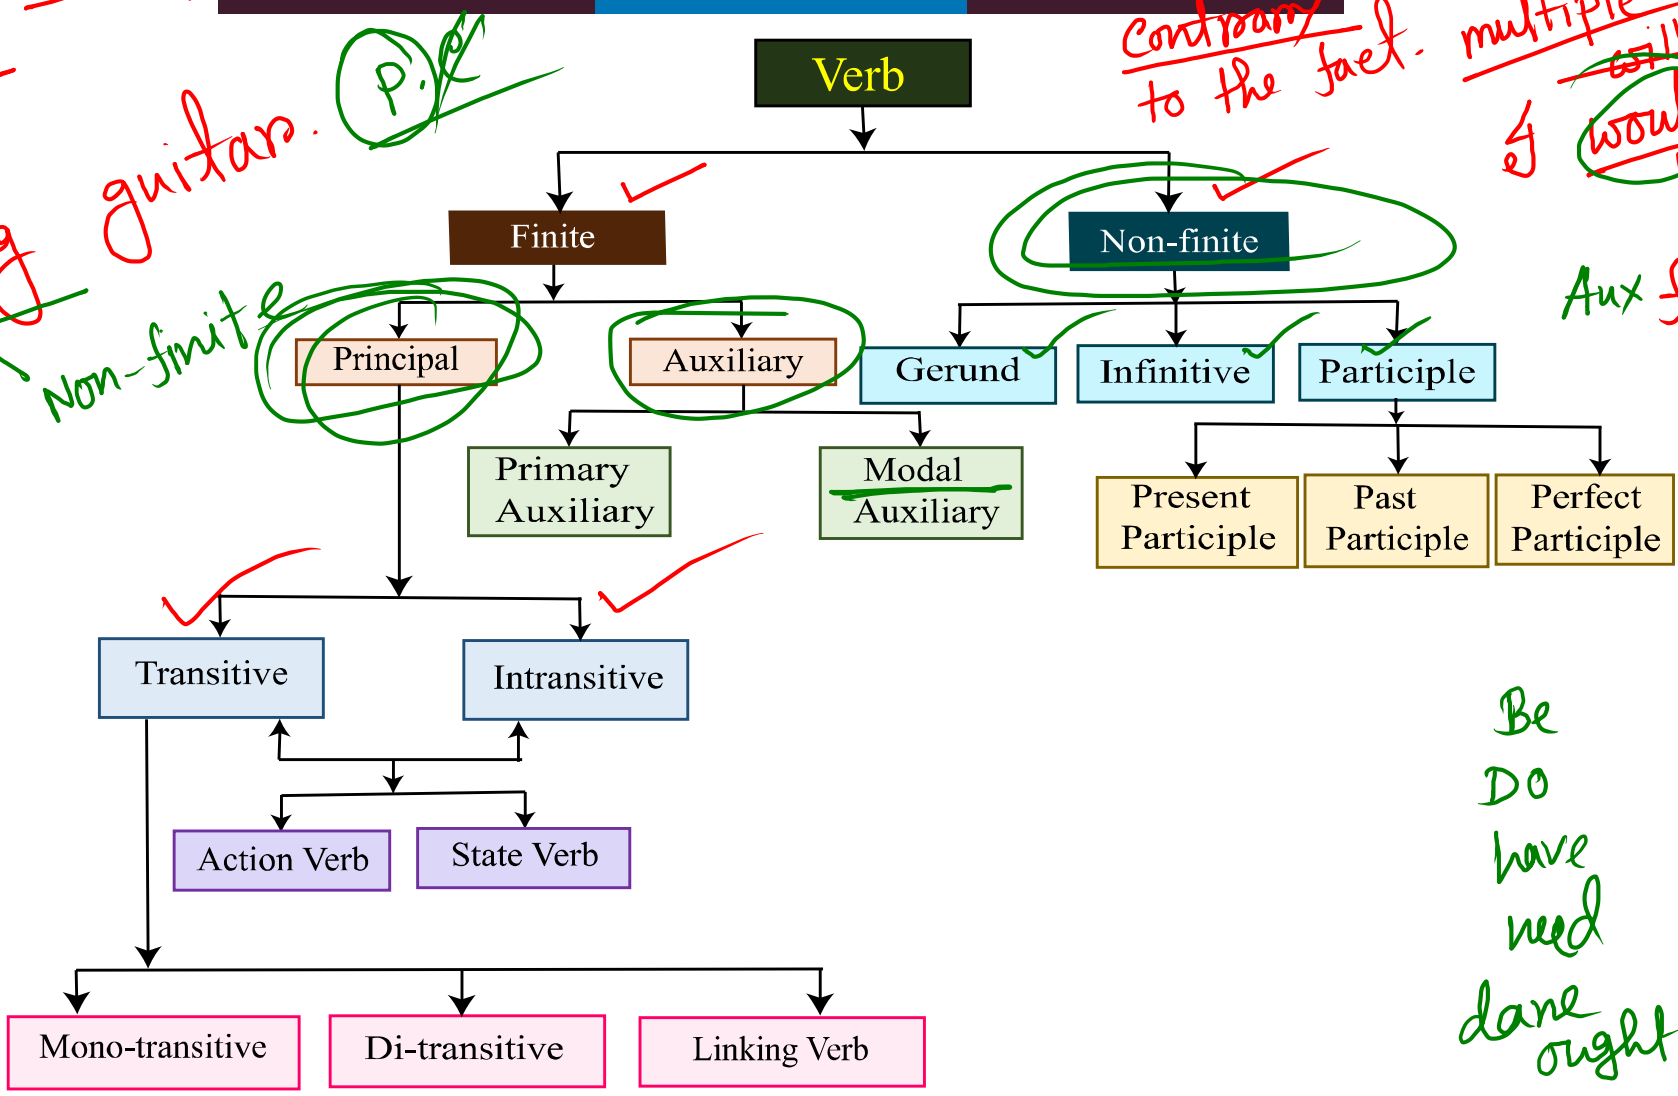 contrary
to the fact.
multiple
will
I would
guitar.
P.P
Verb
Finite
Non-finite
Non-finite
Aux
Principal
Auxiliary
Gerund
Infinitive
Participle
Primary
Auxiliary
Modal
Auxiliary
Present
Participle
Past
Participle
Perfect
Participle
Transitive
Intransitive
Be
Do
have
need
dare
ought
Action Verb
State Verb
Mono-transitive
Di-transitive
Linking Verb